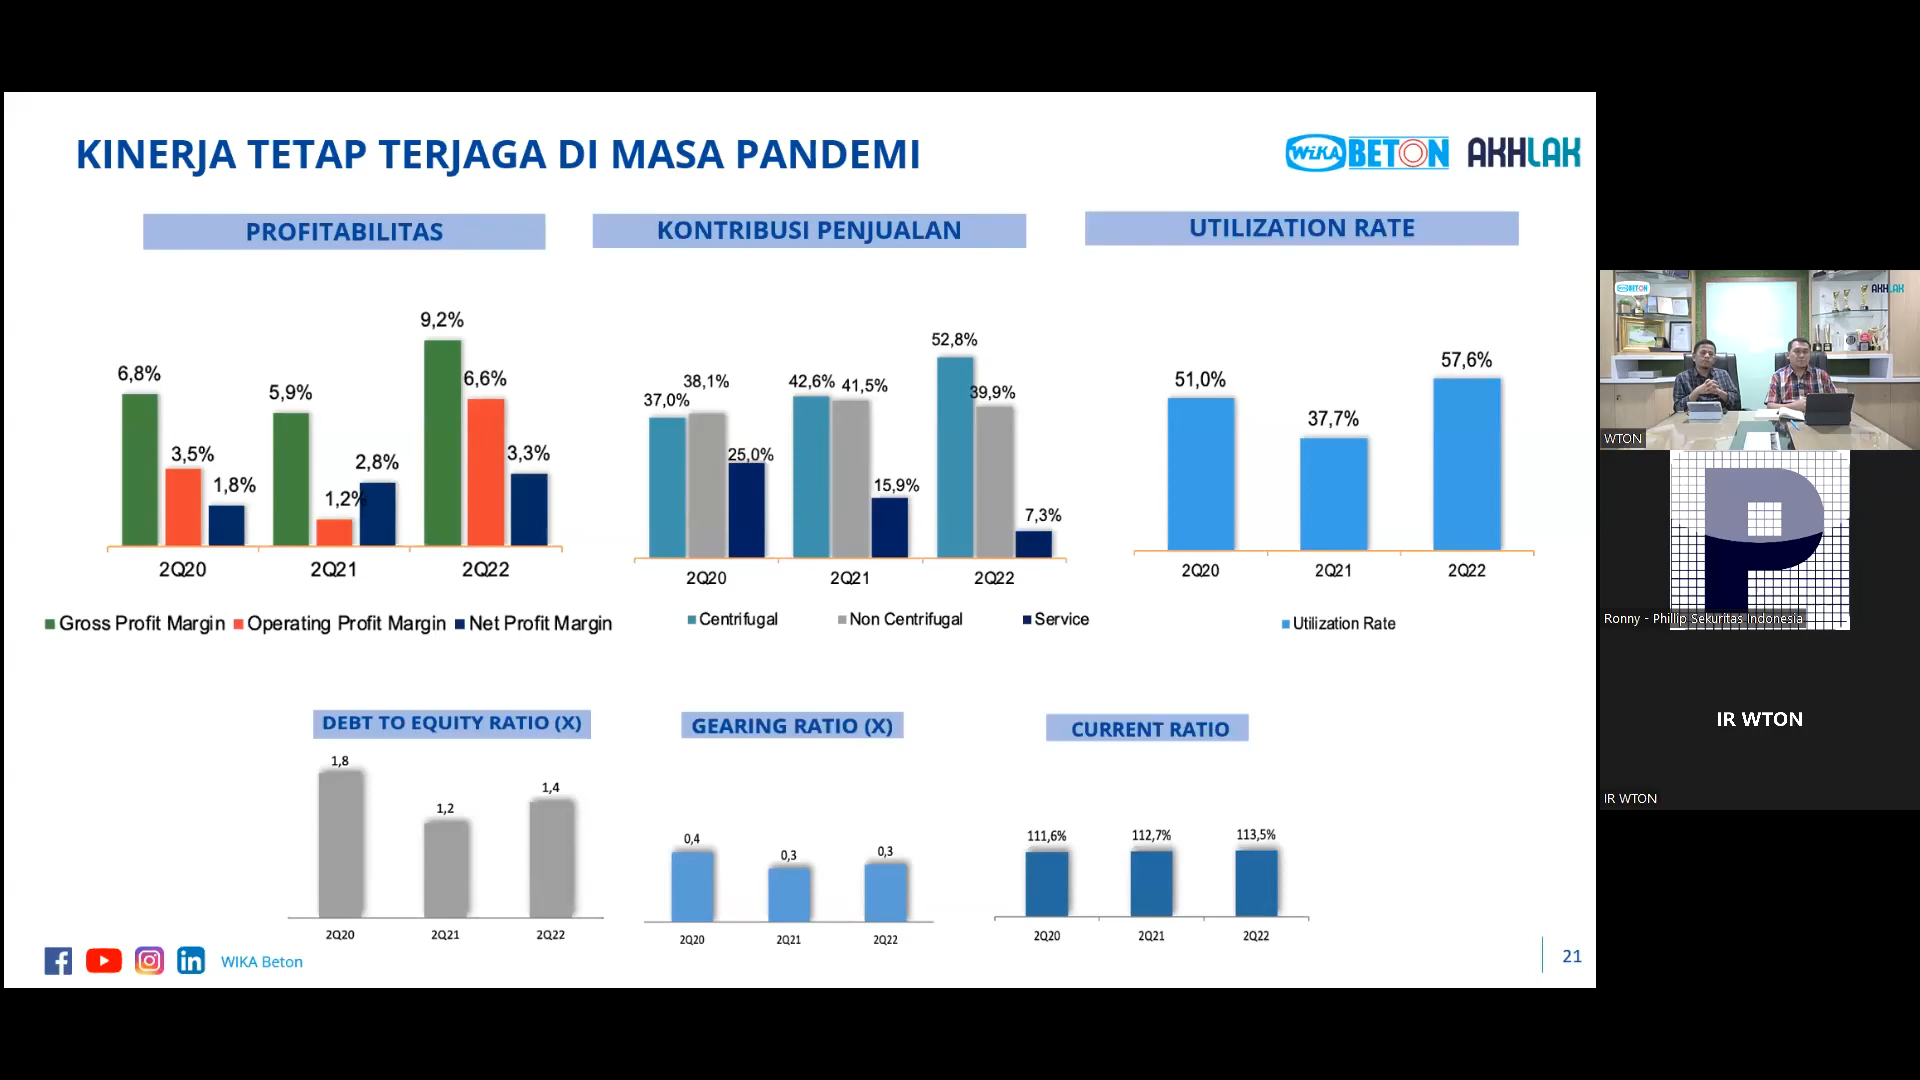 KINERJA TETAP TERJAGA DI MASA PANDEMI
WIKA BETON AKHLAK
PROFITABILITAS
6,8%
3,5%
1,8%
5,9%
1,2%
2,8%
9,2%
6,6%
3,3%
2Q20 2Q21 2Q22
Gross Profit Margin Operating Profit Margin Net Profit Margin
KONTRIBUSI PENJUALAN
37,0%
38,1%
25,0%
42,6%
41,5%
15,9%
52,8%
39,9%
7,3%
2Q20 2Q21 2Q22
Centrifugal Non Centrifugal Service
UTILIZATION RATE
51,0%
37,7%
57,6%
2Q20 2Q21 2Q22
Utilization Rate
DEBT TO EQUITY RATIO (X)
1,8
1,2
1,4
2Q20 2Q21 2Q22
GEARING RATIO (X)
0,4
0,3
0,3
2Q20 2Q21 2Q22
CURRENT RATIO
111,6%
112,7%
113,5%
2Q20 2Q21 2Q22
WIKA Beton
21
WIKA BETON
AKHLAK
WTON
P
Ronny - Phillip Sekuritas Indonesia
IR WTON
IR WTON